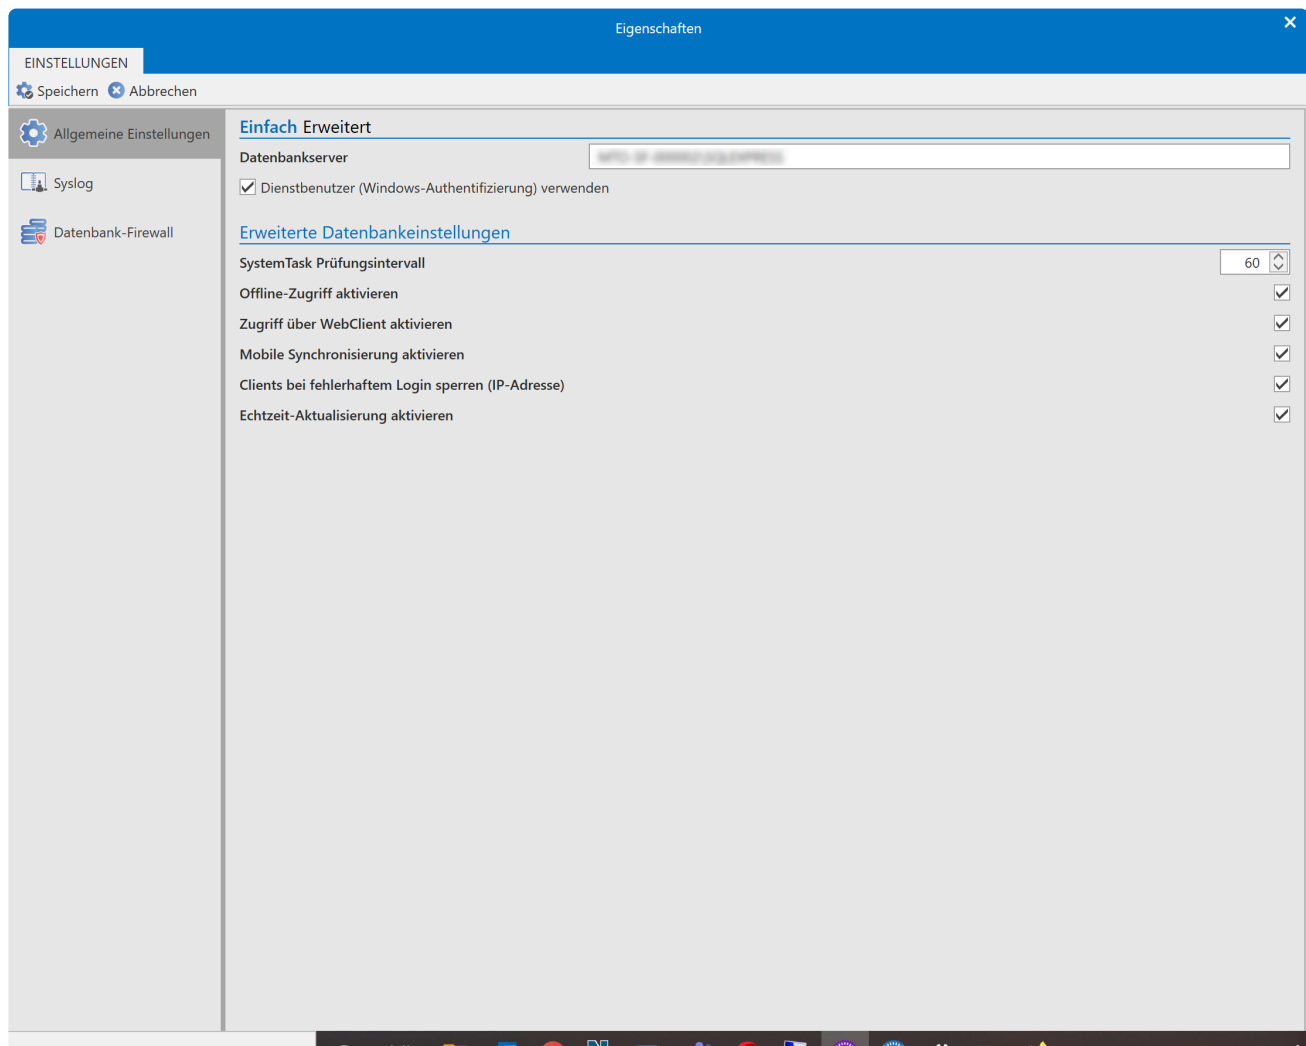 Eigenschaften
EINSTELLUNGEN
Speichern Abbrechen
Allgemeine Einstellungen
Syslog
Datenbank-Firewall
Einfach Erweitert
Datenbankserver
Dienstbenutzer (Windows-Authentifizierung) verwenden
Erweiterte Datenbankeinstellungen
SystemTask Prüfungsintervall 60
Offline-Zugriff aktivieren
Zugriff über WebClient aktivieren
Mobile Synchronisierung aktivieren
Clients bei fehlerhaftem Login sperren (IP-Adresse)
Echtzeit-Aktualisierung aktivieren